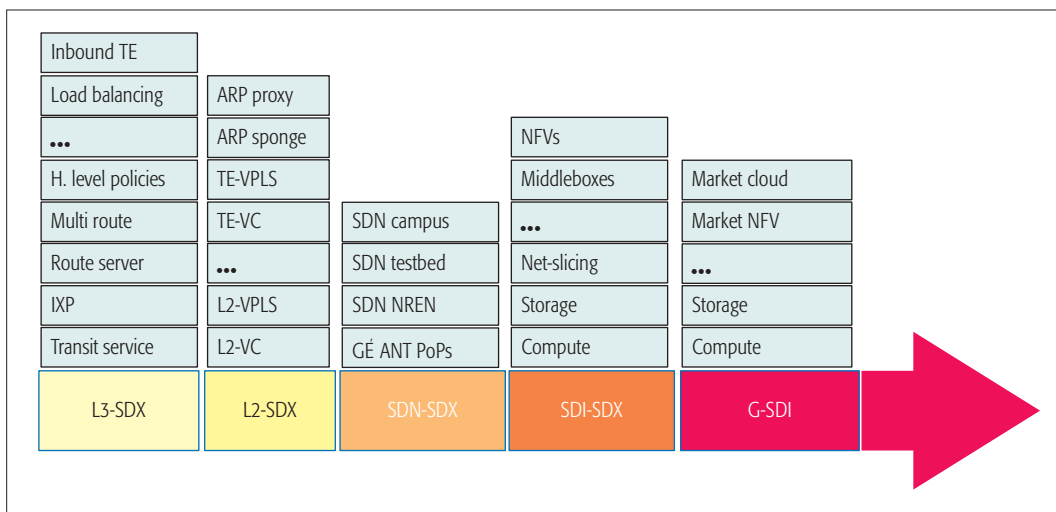 Inbound TE
Load balancing
...
H. level policies
Multi route
Route server
IXP
Transit service
L3-SDX
ARP proxy
ARP sponge
TE-VPLS
TE-VC
...
L2-VPLS
L2-VC
L2-SDX
SDN campus
SDN testbed
SDN NREN
GÉ ANT PoPs
SDN-SDX
NFVs
Middleboxes
...
Net-slicing
Storage
Compute
SDI-SDX
Market cloud
Market NFV
...
Storage
Compute
G-SDI